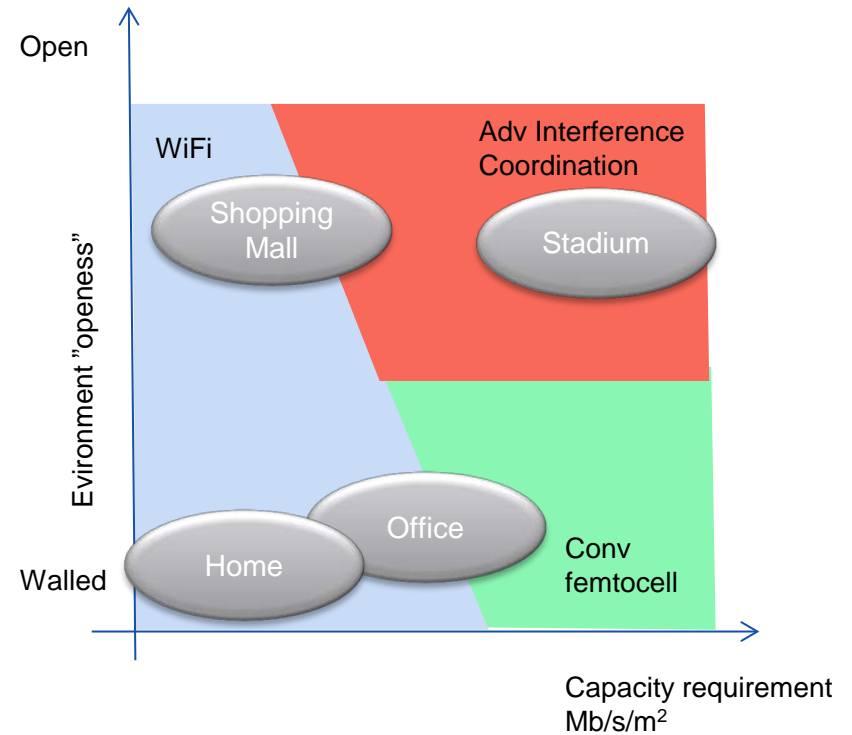 Open
WiFi
Adv Interference
Coordination
Shopping
Mall
Stadium
Evironment ”openess”
Office
Home
Conv
femtocell
Walled
Capacity requirement
Mb/s/m²